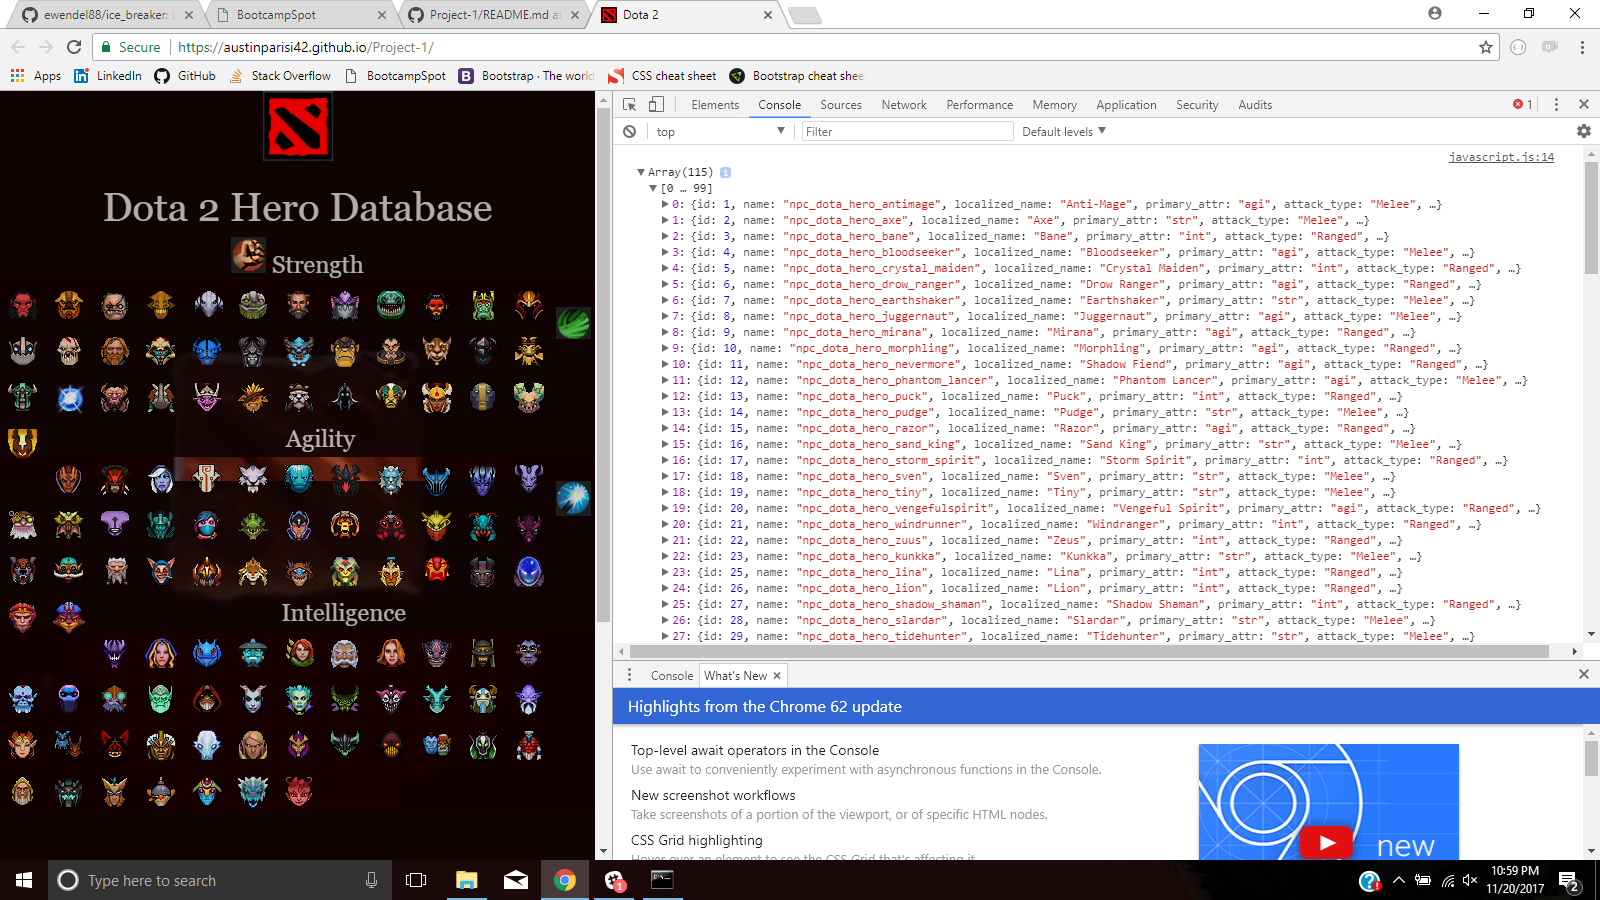 ewendel88/ice_breaker:
BootcampSpot
Project-1/README.md at
Dota 2
Secure
https://austinparisi42.github.io/Project-1/
Apps
LinkedIn
GitHub
Stack Overflow
BootcampSpot
Bootstrap · The world
CSS cheat sheet
Bootstrap cheat shee
Dota 2 Hero Database
Strength
Agility
Intelligence
Elements
Console
Sources
Network
Performance
Memory
Application
Security
Audits
1
top
Filter
Default levels
javascript.js:14
Array(115)
[0 … 99]
0: {id: 1, name: "npc_dota_hero_antimage", localized_name: "Anti-Mage", primary_attr: "agi", attack_type: "Melee", …}
1: {id: 2, name: "npc_dota_hero_axe", localized_name: "Axe", primary_attr: "str", attack_type: "Melee", …}
2: {id: 3, name: "npc_dota_hero_bane", localized_name: "Bane", primary_attr: "int", attack_type: "Ranged", …}
3: {id: 4, name: "npc_dota_hero_bloodseeker", localized_name: "Bloodseeker", primary_attr: "agi", attack_type: "Melee", …}
4: {id: 5, name: "npc_dota_hero_crystal_maiden", localized_name: "Crystal Maiden", primary_attr: "int", attack_type: "Ranged", …}
5: {id: 6, name: "npc_dota_hero_drow_ranger", localized_name: "Drow Ranger", primary_attr: "agi", attack_type: "Ranged", …}
6: {id: 7, name: "npc_dota_hero_earthshaker", localized_name: "Earthshaker", primary_attr: "str", attack_type: "Melee", …}
7: {id: 8, name: "npc_dota_hero_juggernaut", localized_name: "Juggernaut", primary_attr: "agi", attack_type: "Melee", …}
8: {id: 9, name: "npc_dota_hero_mirana", localized_name: "Mirana", primary_attr: "agi", attack_type: "Ranged", …}
9: {id: 10, name: "npc_dota_hero_morphling", localized_name: "Morphling", primary_attr: "agi", attack_type: "Ranged", …}
10: {id: 11, name: "npc_dota_hero_nevermore", localized_name: "Shadow Fiend", primary_attr: "agi", attack_type: "Ranged", …}
11: {id: 12, name: "npc_dota_hero_phantom_lancer", localized_name: "Phantom Lancer", primary_attr: "agi", attack_type: "Melee", …}
12: {id: 13, name: "npc_dota_hero_puck", localized_name: "Puck", primary_attr: "int", attack_type: "Ranged", …}
13: {id: 14, name: "npc_dota_hero_pudge", localized_name: "Pudge", primary_attr: "str", attack_type: "Melee", …}
14: {id: 15, name: "npc_dota_hero_razor", localized_name: "Razor", primary_attr: "agi", attack_type: "Ranged", …}
15: {id: 16, name: "npc_dota_hero_sand_king", localized_name: "Sand King", primary_attr: "str", attack_type: "Melee", …}
16: {id: 17, name: "npc_dota_hero_storm_spirit", localized_name: "Storm Spirit", primary_attr: "int", attack_type: "Ranged", …}
17: {id: 18, name: "npc_dota_hero_sven", localized_name: "Sven", primary_attr: "str", attack_type: "Melee", …}
18: {id: 19, name: "npc_dota_hero_tiny", localized_name: "Tiny", primary_attr: "str", attack_type: "Melee", …}
19: {id: 20, name: "npc_dota_hero_vengefulspirit", localized_name: "Vengeful Spirit", primary_attr: "agi", attack_type: "Ranged", …}
20: {id: 21, name: "npc_dota_hero_windrunner", localized_name: "Windranger", primary_attr: "int", attack_type: "Ranged", …}
21: {id: 22, name: "npc_dota_hero_zuus", localized_name: "Zeus", primary_attr: "int", attack_type: "Ranged", …}
22: {id: 23, name: "npc_dota_hero_kunkka", localized_name: "Kunkka", primary_attr: "str", attack_type: "Melee", …}
23: {id: 25, name: "npc_dota_hero_lina", localized_name: "Lina", primary_attr: "int", attack_type: "Ranged", …}
24: {id: 26, name: "npc_dota_hero_lion", localized_name: "Lion", primary_attr: "int", attack_type: "Ranged", …}
25: {id: 27, name: "npc_dota_hero_shadow_shaman", localized_name: "Shadow Shaman", primary_attr: "int", attack_type: "Ranged", …}
26: {id: 28, name: "npc_dota_hero_slardar", localized_name: "Slardar", primary_attr: "str", attack_type: "Melee", …}
27: {id: 29, name: "npc_dota_hero_tidehunter", localized_name: "Tidehunter", primary_attr: "str", attack_type: "Melee", …}
Console
What's New
Highlights from the Chrome 62 update
Top-level await operators in the Console
Use await to conveniently experiment with asynchronous functions in the Console.
New screenshot workflows
Take screenshots of a portion of the viewport, or of specific HTML nodes.
CSS Grid highlighting
Hover over an element to see the CSS Grid that's affecting it
new
Type here to search
1
10:59 PM
11/20/2017
2